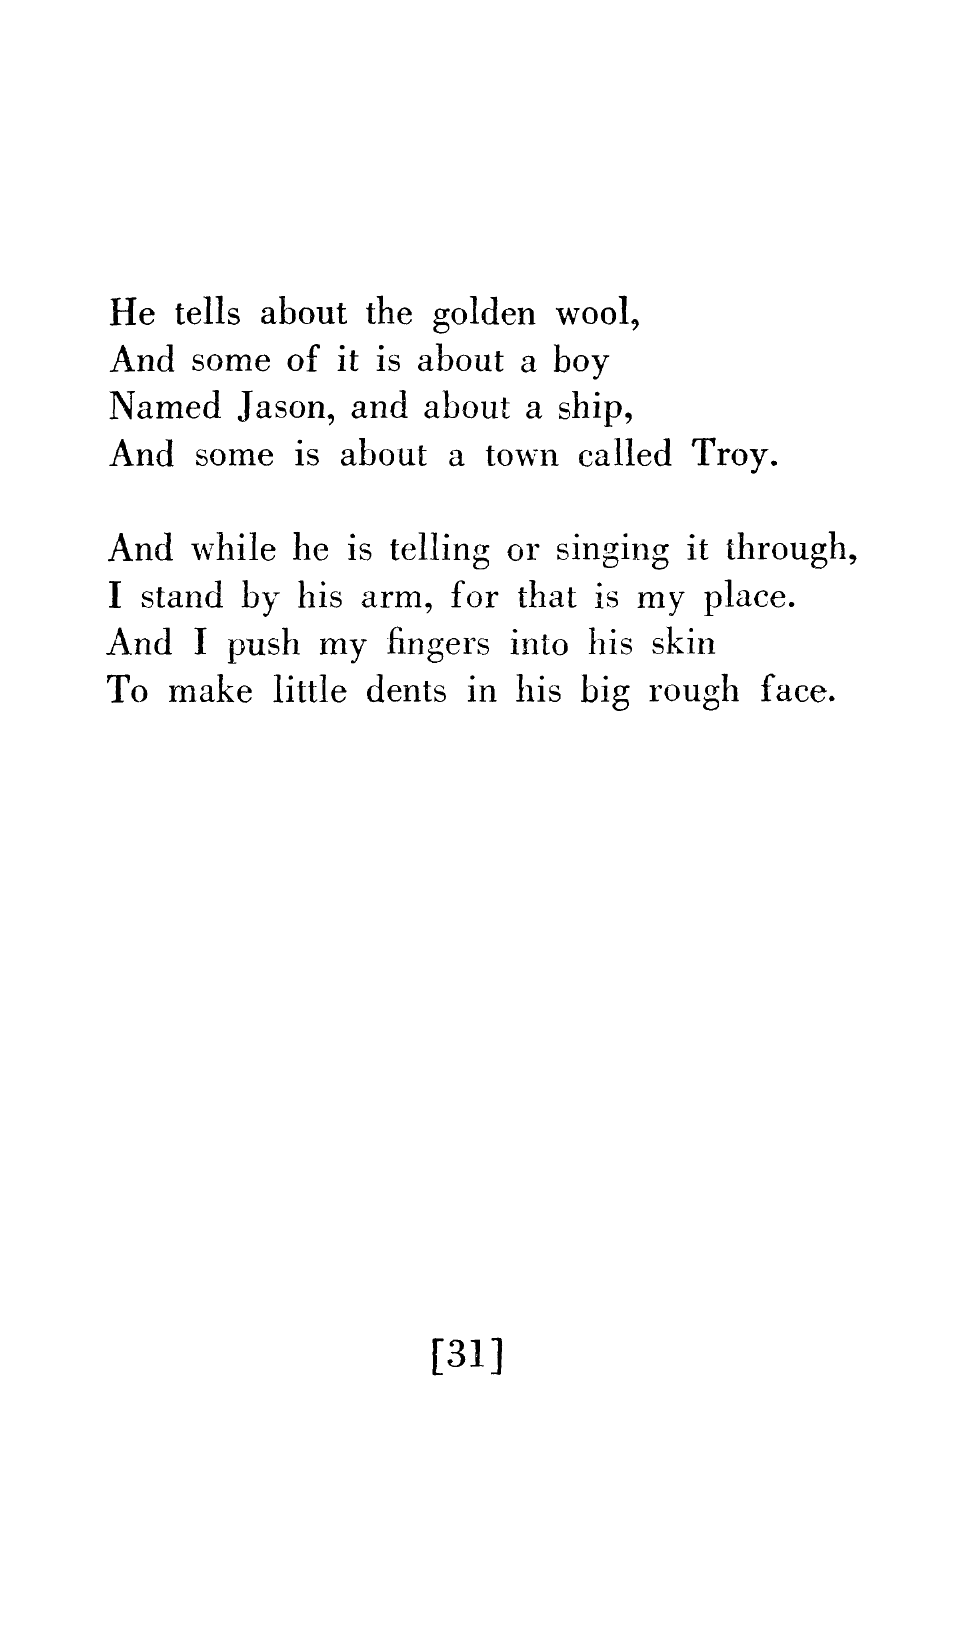 He tells about the golden wool,
And some of it is about a boy
Named Jason, and about a ship,
And some is about a town called Troy.

And while he is telling or singing it through,
I stand by his arm, for that is my place.
And I push my fingers into his skin
To make little dents in his big rough face.

[31]